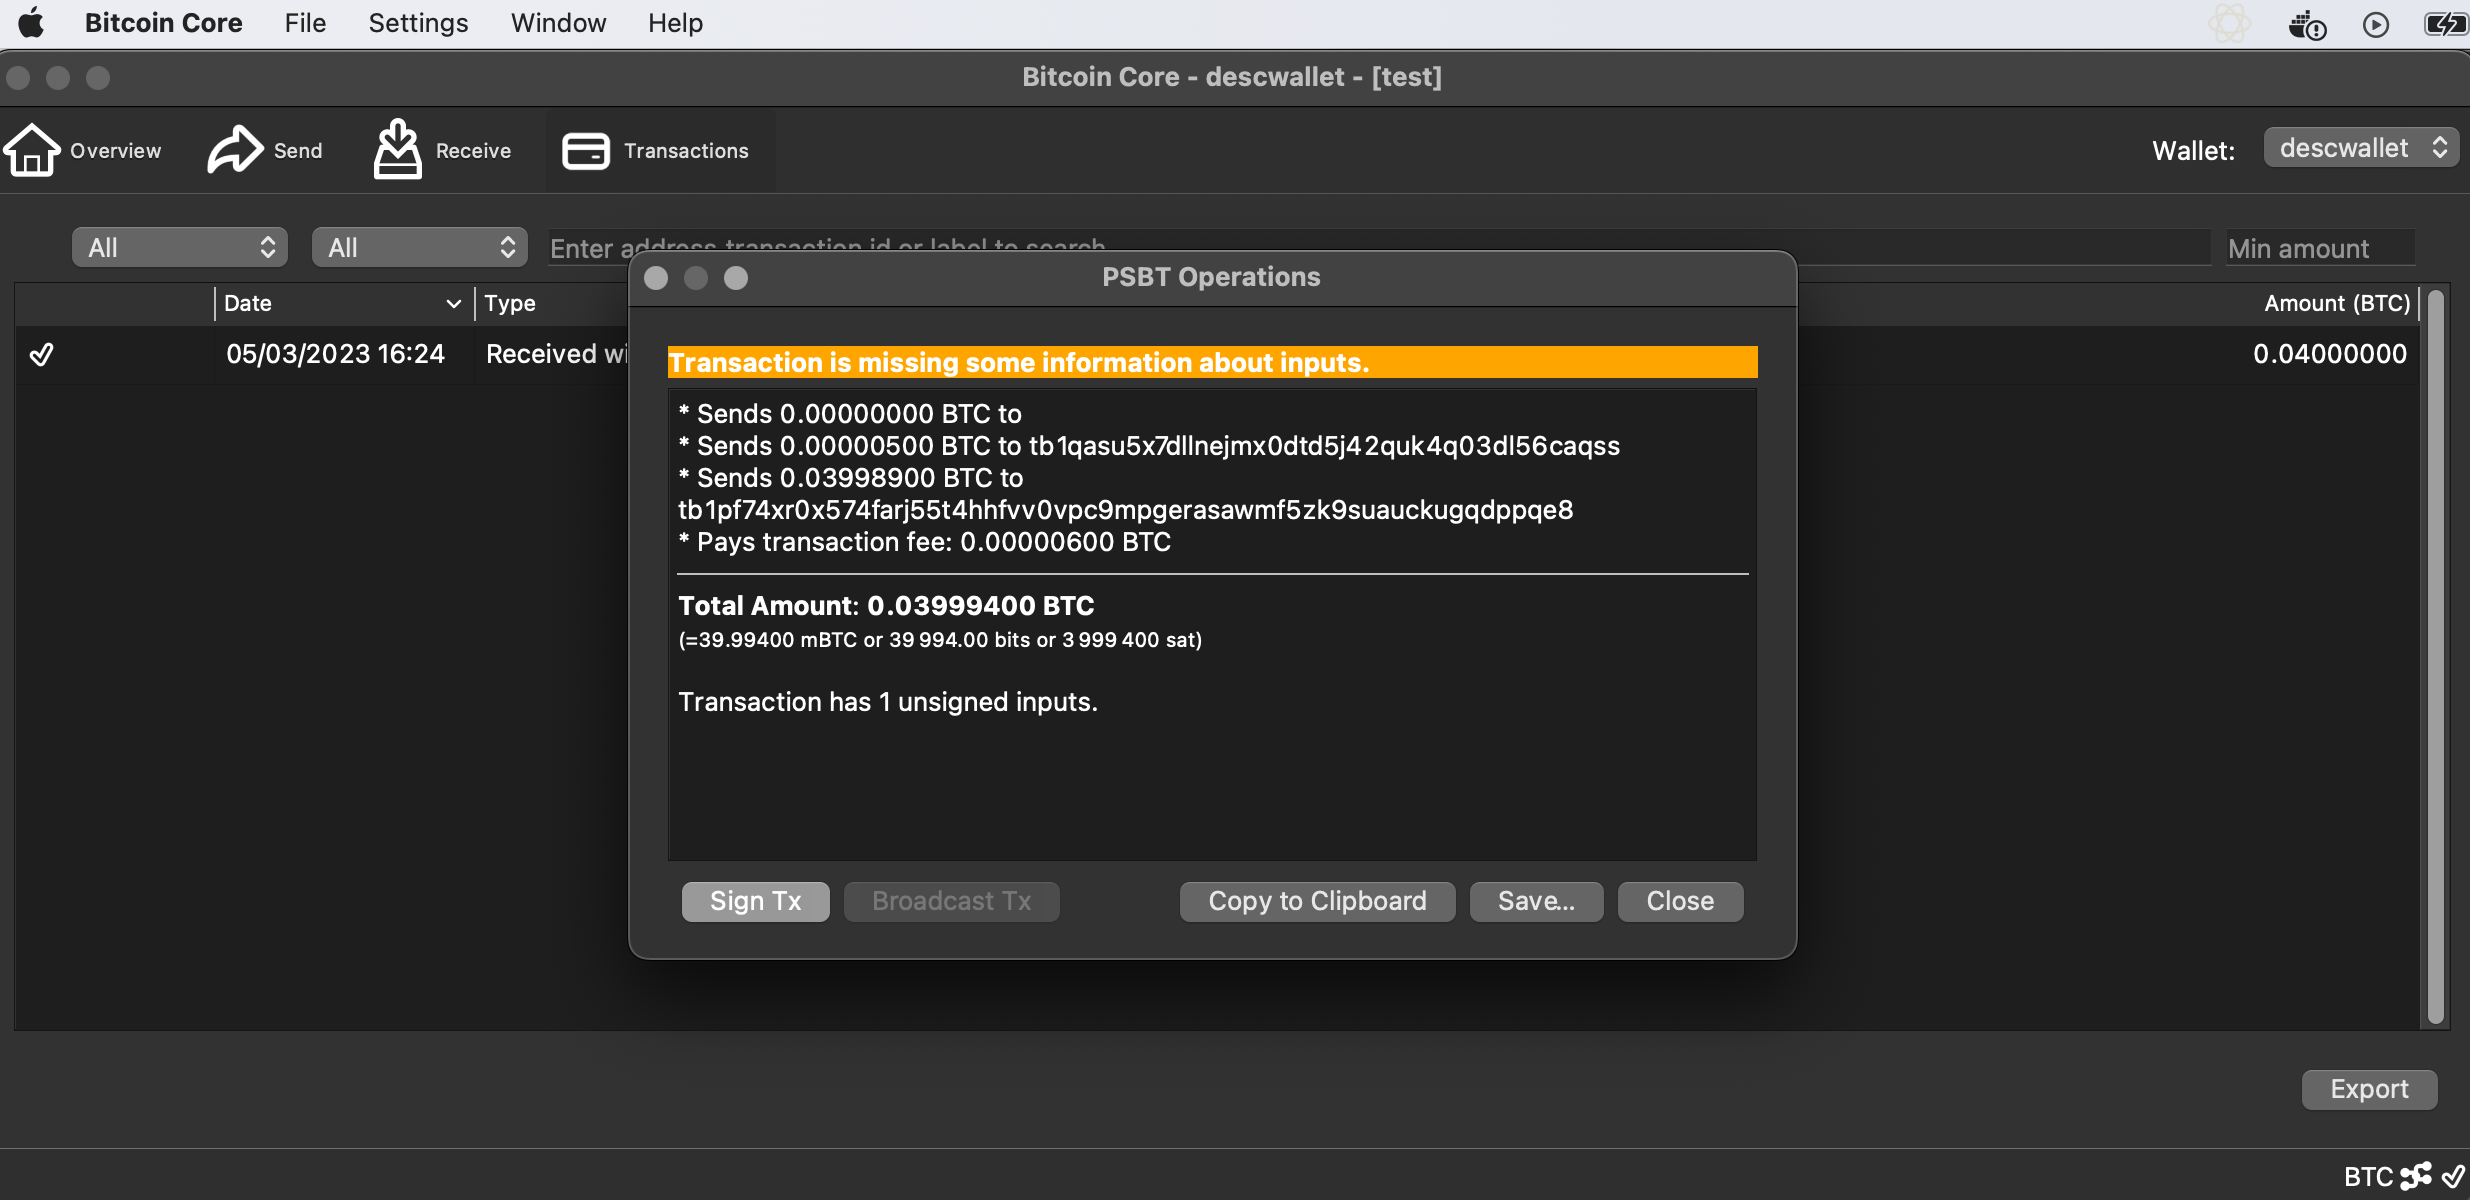 Bitcoin Core File Settings Window Help
Bitcoin Core - descwallet - [test]
Overview Send Receive Transactions Wallet: descwallet
All All Enter address, transaction id or label to search Min amount
Date Type Amount (BTC)
05/03/2023 16:24 Received 0.04000000
PSBT Operations
Transaction is missing some information about inputs.
* Sends 0.00000000 BTC to
* Sends 0.00000500 BTC to tb1qasu5x7dllnejmx0dtd5j42quk4q03dl56caqss
* Sends 0.03998900 BTC to
tb1pf74xr0x574farj55t4hhfvv0vpc9mpgerasawmf5zk9suauckugqdppqe8
* Pays transaction fee: 0.00000600 BTC
Total Amount: 0.03999400 BTC
(=39.99400 mBTC or 39 994.00 bits or 3 999 400 sat)
Transaction has 1 unsigned inputs.
Sign Tx Broadcast Tx Copy to Clipboard Save... Close
Export
BTC